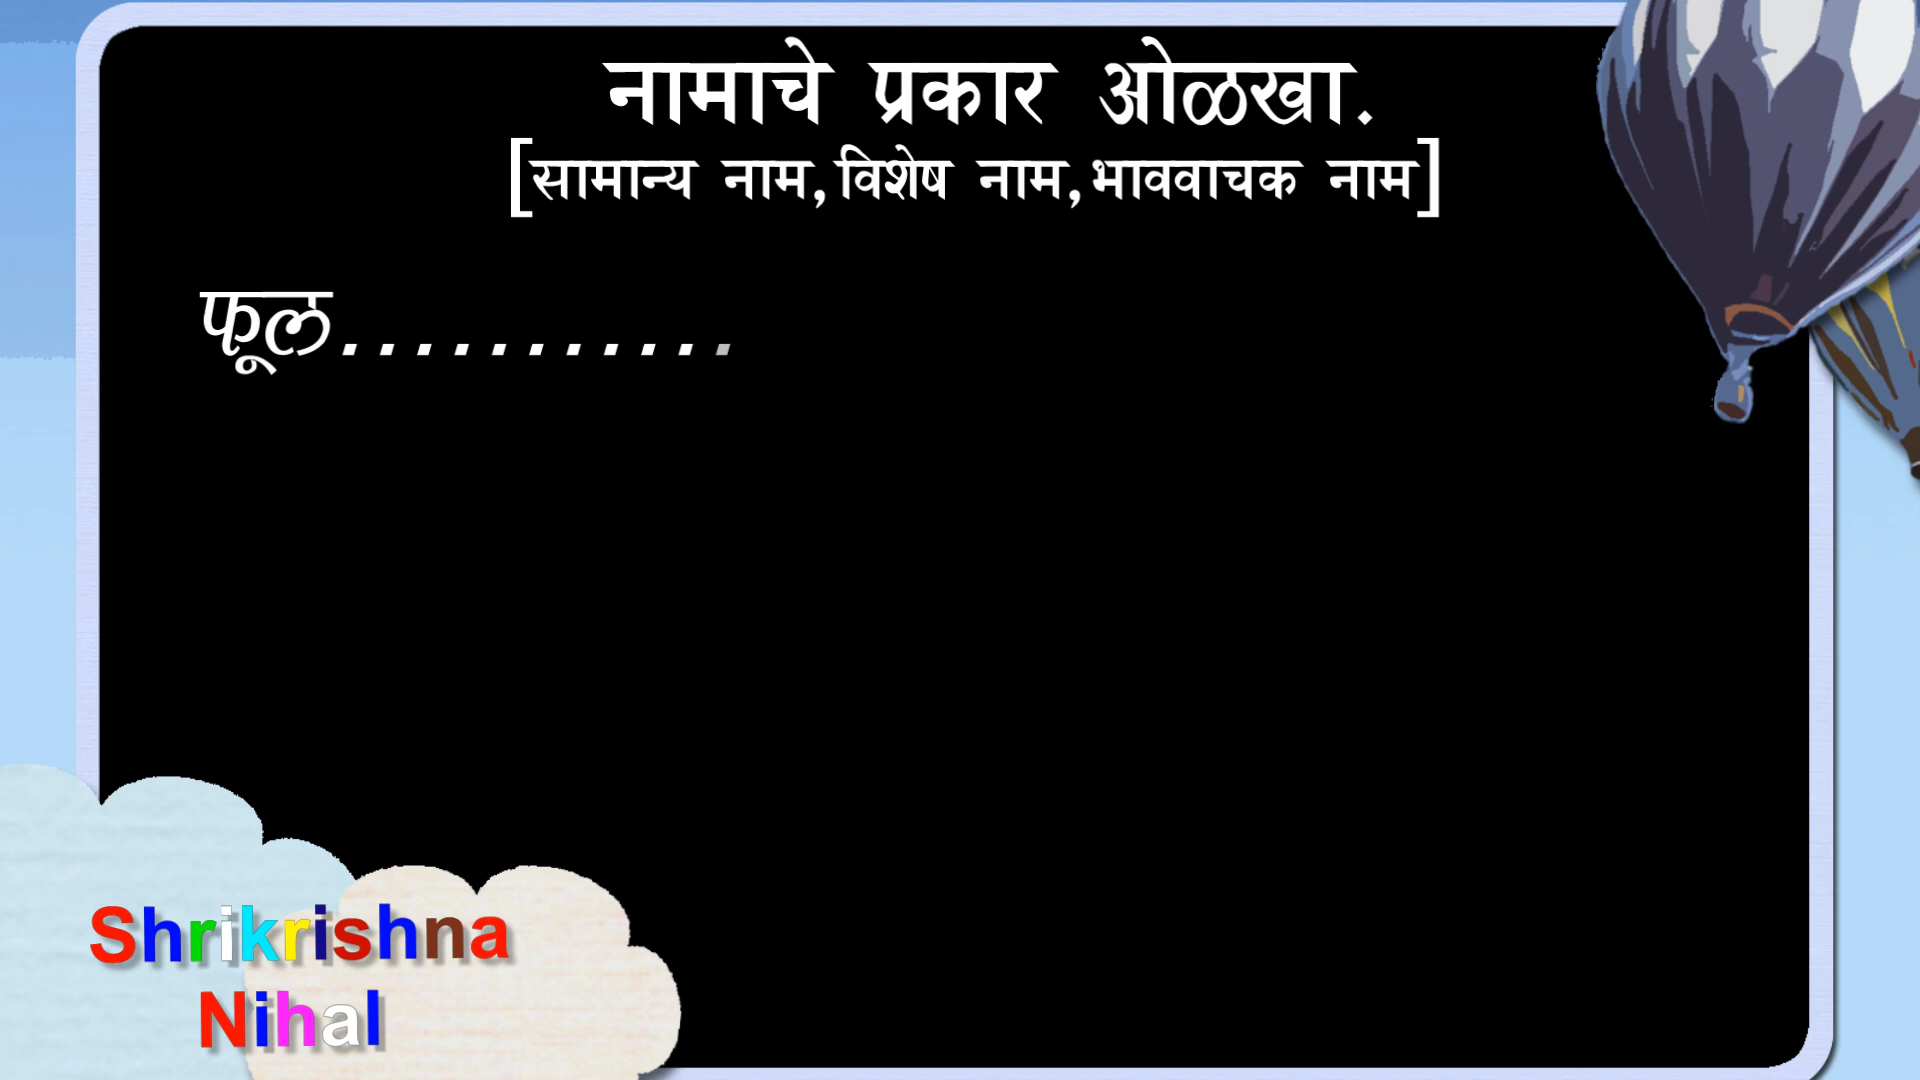 नामाचे प्रकार ओळखा.
[सामान्य नाम,विशेष नाम,भाववाचक नाम]
फूल...........
Shrikrishna
Nihal